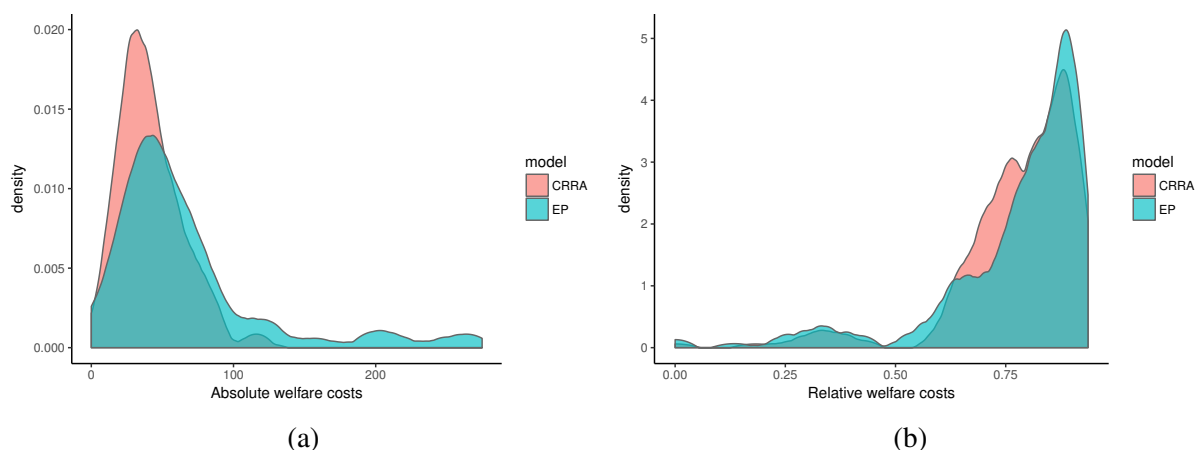 density
0.020
0.015
0.010
0.005
0.000
0 100 200
Absolute welfare costs
model
CRRA
EP
(a)
density
5
4
3
2
1
0
0.00 0.25 0.50 0.75
Relative welfare costs
model
CRRA
EP
(b)